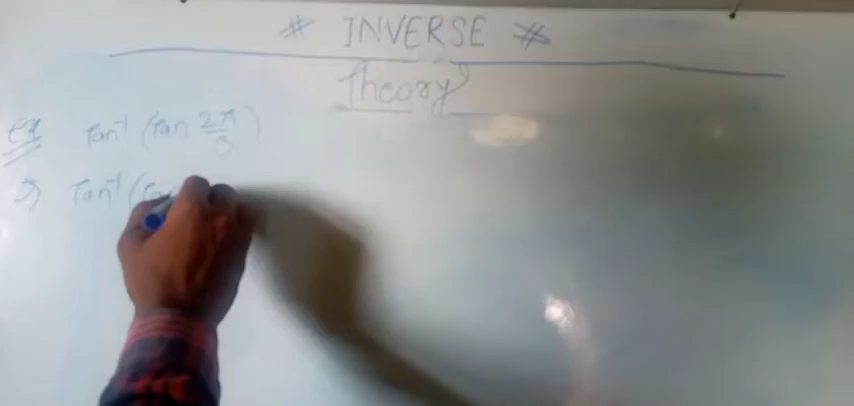 * INVERSE *
Theory
Ex Tan⁻¹ (Tan 2π/3)
⇒ Tan⁻¹ (